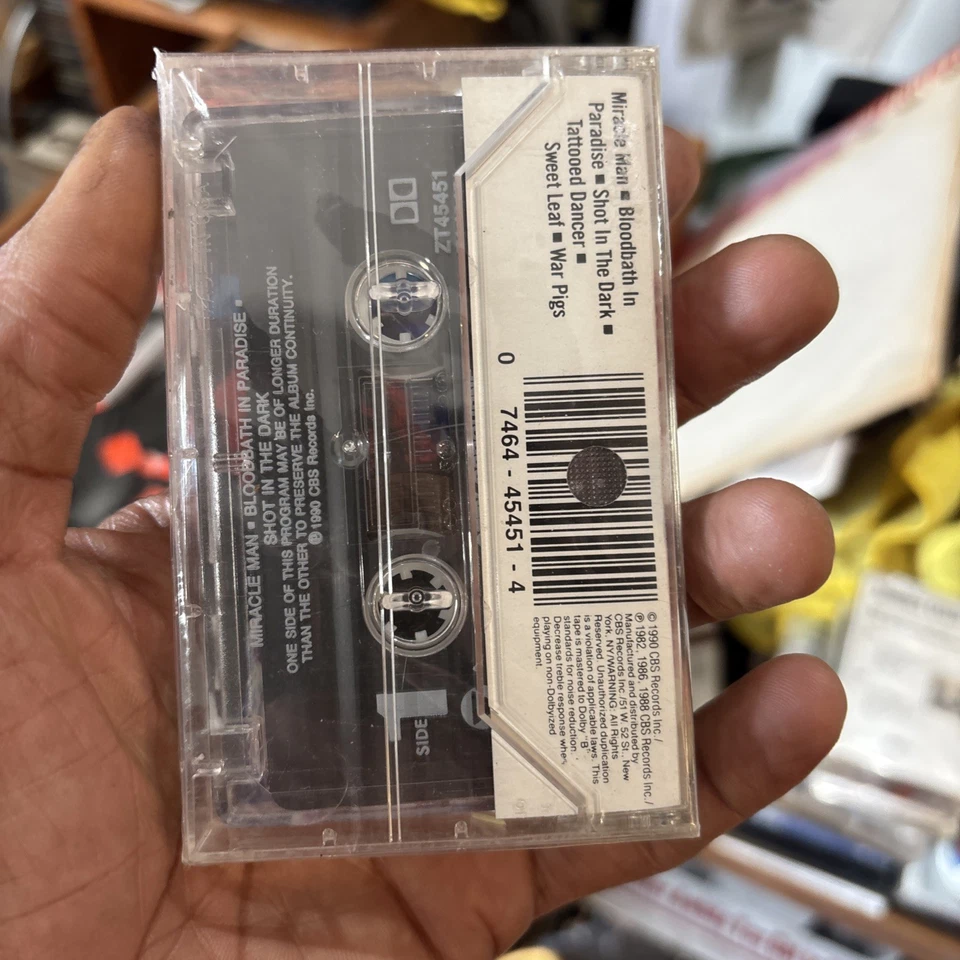 Miracle Man ■ Bloodbath In
Paradise ■ Shot In The Dark ■
Tattooed Dancer ■
Sweet Leaf ■ War Pigs
0 7464 - 45451 - 4
© 1990 CBS Records Inc./
℗ 1982, 1986, 1988 CBS Records Inc./
Manufactured and distributed by
CBS Records Inc./51 W. 52 St., New
York, NY/WARNING: All Rights
Reserved. Unauthorized duplication
is a violation of applicable laws. This
tape is mastered to Dolby "B"
standards for noise reduction.
Decrease treble response when
playing on non-Dolbyized
equipment.
ZT 45451
SIDE 1
MIRACLE MAN ■ BLOODBATH IN PARADISE ■
SHOT IN THE DARK
ONE SIDE OF THIS PROGRAM MAY BE OF LONGER DURATION
THAN THE OTHER TO PRESERVE THE ALBUM CONTINUITY.
℗ 1990 CBS Records Inc.